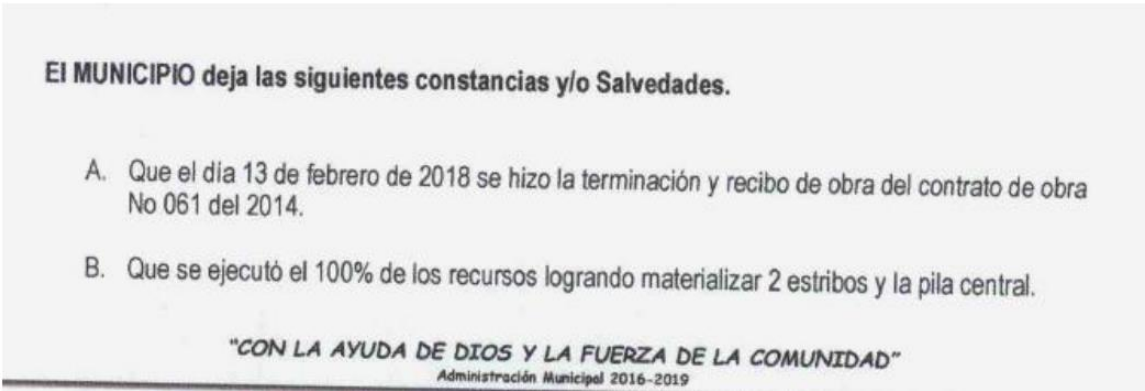 El MUNICIPIO deja las siguientes constancias y/o Salvedades.
A. Que el día 13 de febrero de 2018 se hizo la terminación y recibo de obra del contrato de obra
No 061 del 2014.
B. Que se ejecutó el 100% de los recursos logrando materializar 2 estribos y la pila central.
"CON LA AYUDA DE DIOS Y LA FUERZA DE LA COMUNIDAD"
Administración Municipal 2016-2019